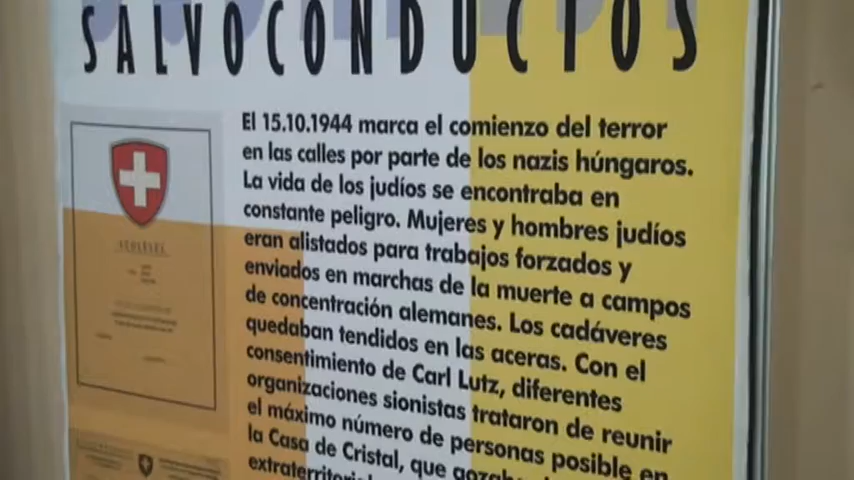 SALVOCONDUCTOS
El 15.10.1944 marca el comienzo del terror
en las calles por parte de los nazis húngaros.
La vida de los judíos se encontraba en
constante peligro. Mujeres y hombres judíos
eran alistados para trabajos forzados y
enviados en marchas de la muerte a campos
de concentración alemanes. Los cadáveres
quedaban tendidos en las aceras. Con el
consentimiento de Carl Lutz, diferentes
organizaciones sionistas trataron de reunir
el máximo número de personas posible en
la Casa de Cristal, que